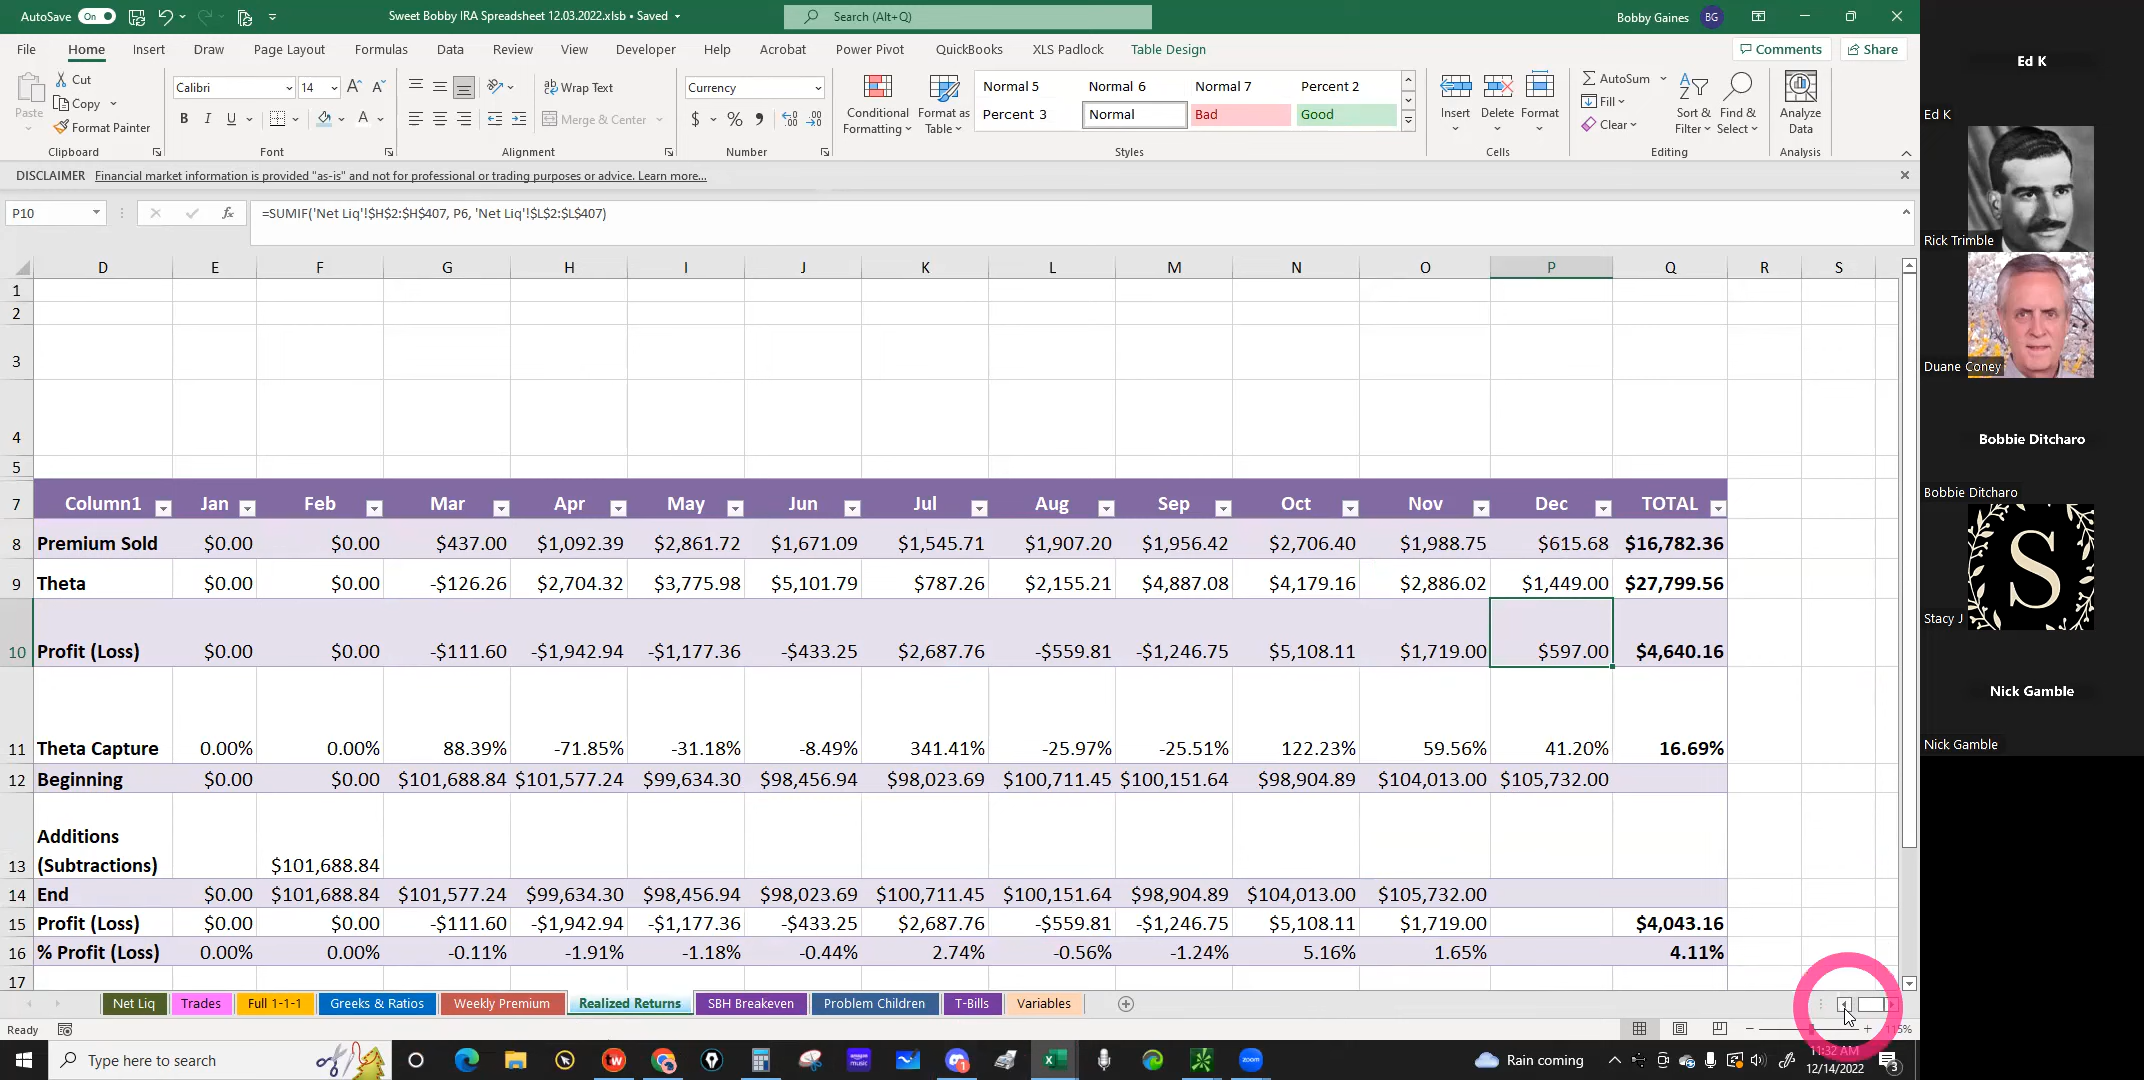 AutoSave On Sweet Bobby IRA Spreadsheet 12.03.2022.xlsb • Saved Search (Alt+Q) Bobby Gaines BG
File Home Insert Draw Page Layout Formulas Data Review View Developer Help Acrobat Power Pivot QuickBooks XLS Padlock Table Design Comments Share
Paste Cut Copy Format Painter
Calibri 14 B I U
Wrap Text Merge & Center
Currency $ %
Conditional Formatting Format as Table
Normal 5 Normal 6 Normal 7 Percent 2
Percent 3 Normal Bad Good
Insert Delete Format
AutoSum Fill Clear Sort & Filter Find & Select
Analyze Data
Clipboard Font Alignment Number Styles Cells Editing Analysis
DISCLAIMER Financial market information is provided "as-is" and not for professional or trading purposes or advice. Learn more...
P10 fx =SUMIF('Net Liq'!$H$2:$H$407, P6, 'Net Liq'!$L$2:$L$407)
D E F G H I J K L M N O P Q R S
1
2
3
4
5
7 Column1 Jan Feb Mar Apr May Jun Jul Aug Sep Oct Nov Dec TOTAL
8 Premium Sold $0.00 $0.00 $437.00 $1,092.39 $2,861.72 $1,671.09 $1,545.71 $1,907.20 $1,956.42 $2,706.40 $1,988.75 $615.68 $16,782.36
9 Theta $0.00 $0.00 -$126.26 $2,704.32 $3,775.98 $5,101.79 $787.26 $2,155.21 $4,887.08 $4,179.16 $2,886.02 $1,449.00 $27,799.56
10 Profit (Loss) $0.00 $0.00 -$111.60 -$1,942.94 -$1,177.36 -$433.25 $2,687.76 -$559.81 -$1,246.75 $5,108.11 $1,719.00 $597.00 $4,640.16
11 Theta Capture 0.00% 0.00% 88.39% -71.85% -31.18% -8.49% 341.41% -25.97% -25.51% 122.23% 59.56% 41.20% 16.69%
12 Beginning $0.00 $0.00 $101,688.84 $101,577.24 $99,634.30 $98,456.94 $98,023.69 $100,711.45 $100,151.64 $98,904.89 $104,013.00 $105,732.00
Additions
13 (Subtractions) $101,688.84
14 End $0.00 $101,688.84 $101,577.24 $99,634.30 $98,456.94 $98,023.69 $100,711.45 $100,151.64 $98,904.89 $104,013.00 $105,732.00
15 Profit (Loss) $0.00 $0.00 -$111.60 -$1,942.94 -$1,177.36 -$433.25 $2,687.76 -$559.81 -$1,246.75 $5,108.11 $1,719.00 $4,043.16
16 % Profit (Loss) 0.00% 0.00% -0.11% -1.91% -1.18% -0.44% 2.74% -0.56% -1.24% 5.16% 1.65% 4.11%
17
Net Liq Trades Full 1-1-1 Greeks & Ratios Weekly Premium Realized Returns SBH Breakeven Problem Children T-Bills Variables
Ready 115%
Type here to search
Rain coming 11:32 AM
12/14/2022 3
Ed K
Ed K
Rick Trimble
Duane Coney
Bobbie Ditcharo
Bobbie Ditcharo
S
Stacy J
Nick Gamble
Nick Gamble